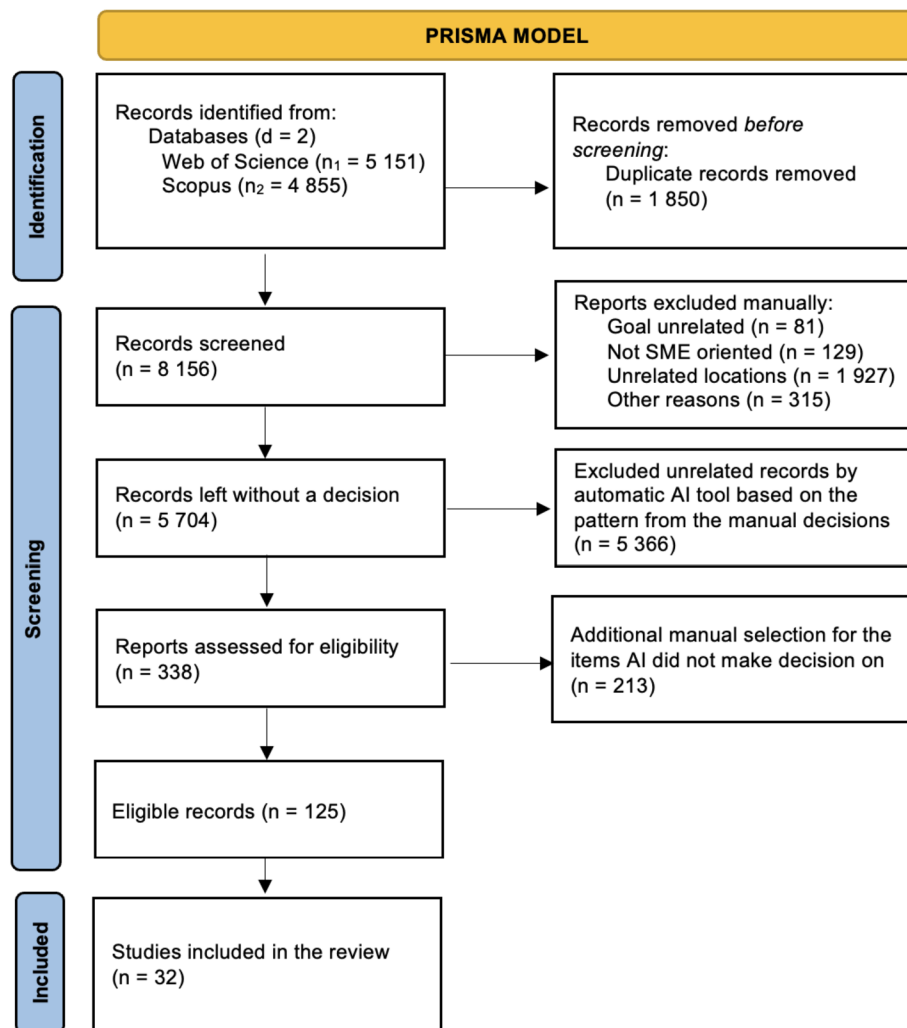 PRISMA MODEL
Identification
Records identified from:
Databases (d = 2)
Web of Science (n₁ = 5 151)
Scopus (n₂ = 4 855)
Records removed before
screening:
Duplicate records removed
(n = 1 850)
Screening
Records screened
(n = 8 156)
Reports excluded manually:
Goal unrelated (n = 81)
Not SME oriented (n = 129)
Unrelated locations (n = 1 927)
Other reasons (n = 315)
Records left without a decision
(n = 5 704)
Excluded unrelated records by
automatic AI tool based on the
pattern from the manual decisions
(n = 5 366)
Reports assessed for eligibility
(n = 338)
Additional manual selection for the
items AI did not make decision on
(n = 213)
Eligible records (n = 125)
Included
Studies included in the review
(n = 32)